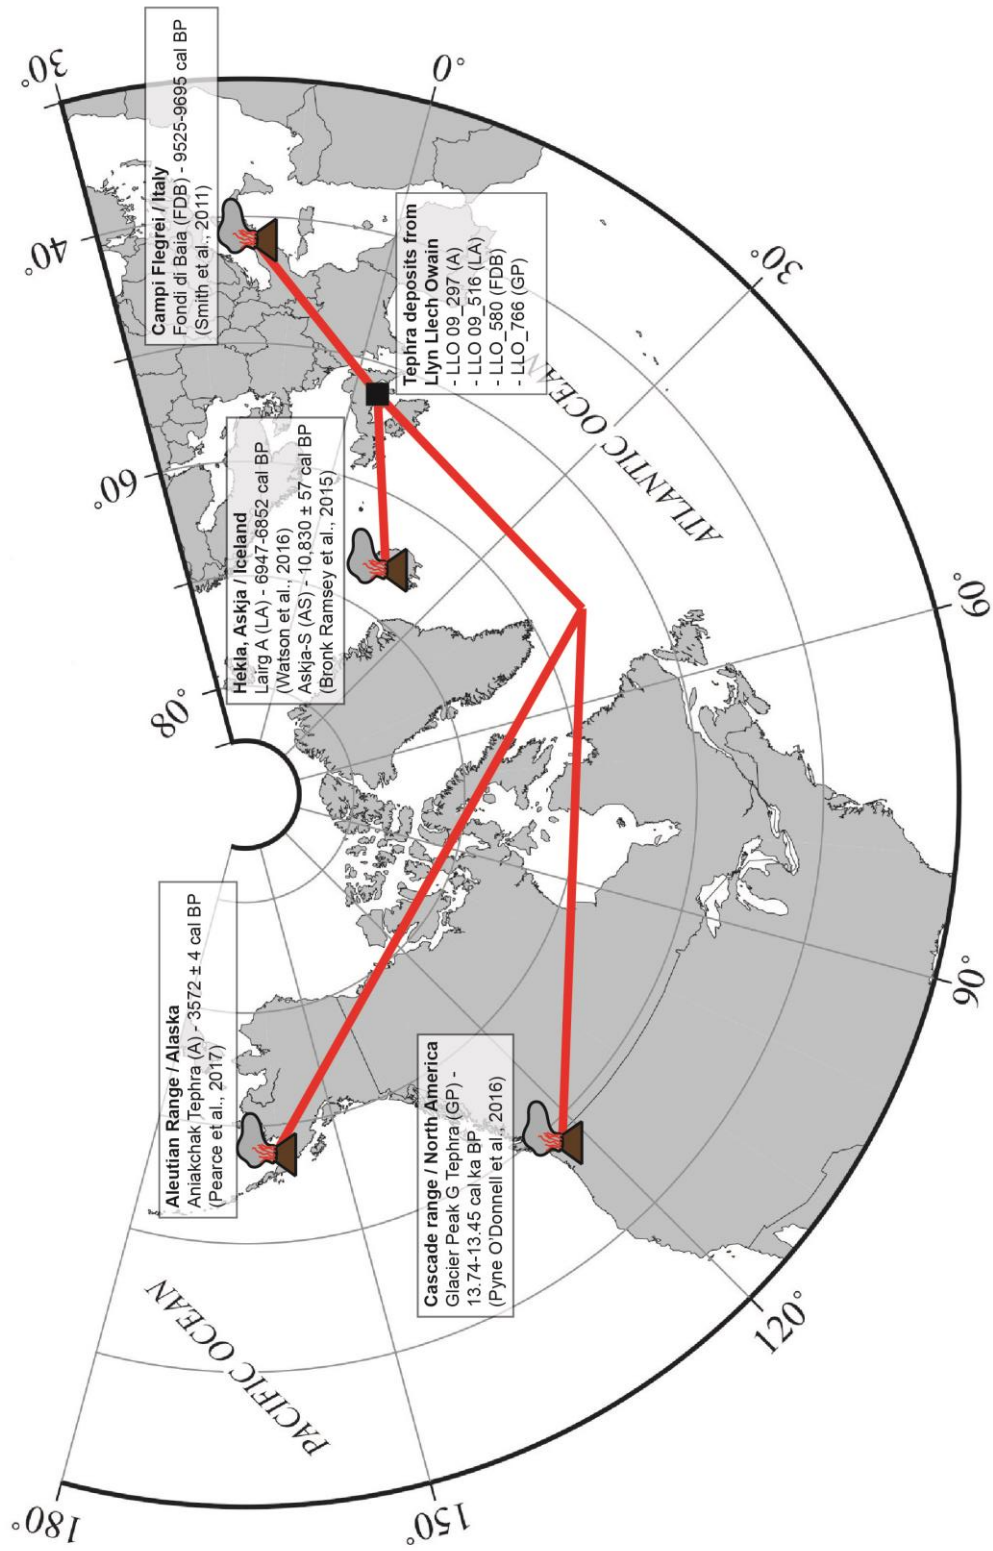 30°
40°
60°
80°
0°
30°
60°
90°
120°
150°
180°
Campi Flegrei / Italy
Fondi di Baia (FDB) - 9525-9695 cal BP
(Smith et al., 2011)
Hekla, Askja / Iceland
Lairg A (LA) - 6947-6852 cal BP
(Watson et al., 2016)
Askja-S (AS) - 10,830 ± 57 cal BP
(Bronk Ramsey et al., 2015)
Tephra deposits from
Llyn Llech Owain
- LLO 09_297 (A)
- LLO 09_516 (LA)
- LLO_580 (FDB)
- LLO_766 (GP)
ATLANTIC OCEAN
Aleutian Range / Alaska
Aniakchak Tephra (A) - 3572 ± 4 cal BP
(Pearce et al., 2017)
Cascade range / North America
Glacier Peak G Tephra (GP) -
13.74-13.45 cal ka BP
(Pyne O'Donnell et al., 2016)
PACIFIC OCEAN